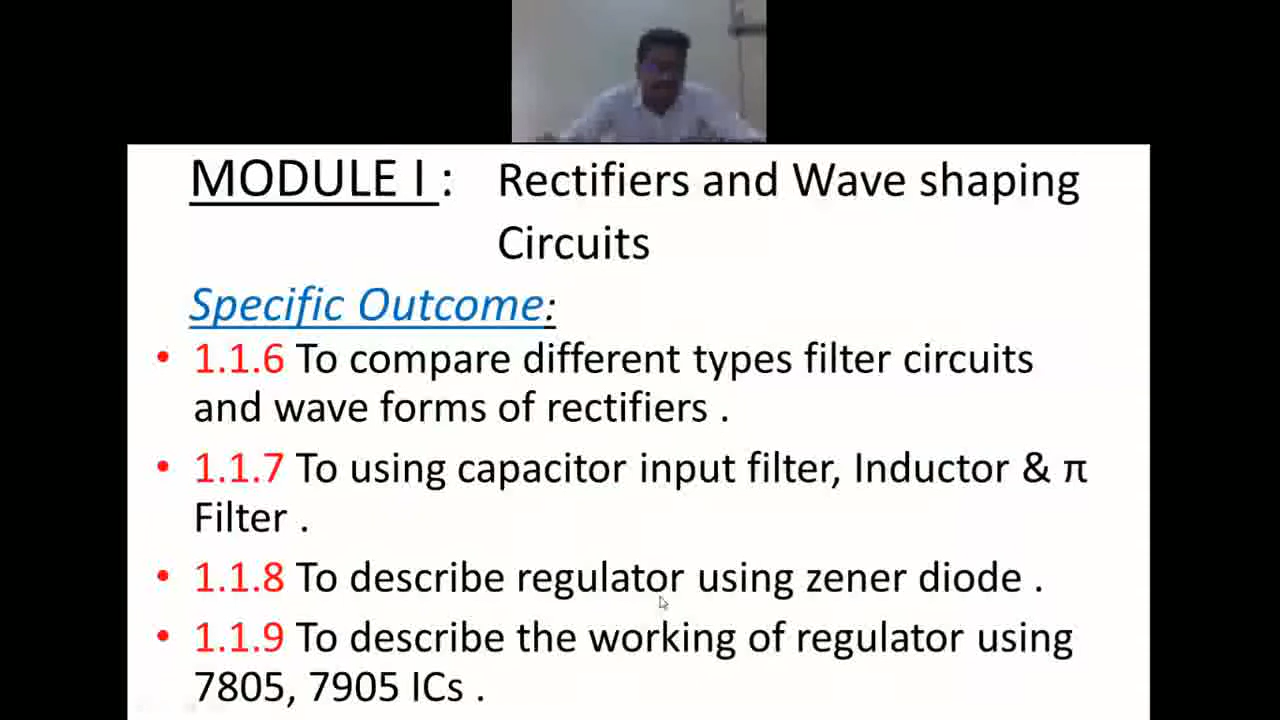 MODULE I : Rectifiers and Wave shaping
Circuits
Specific Outcome:
• 1.1.6 To compare different types filter circuits
and wave forms of rectifiers .
• 1.1.7 To using capacitor input filter, Inductor & π
Filter .
• 1.1.8 To describe regulator using zener diode .
• 1.1.9 To describe the working of regulator using
7805, 7905 ICs .